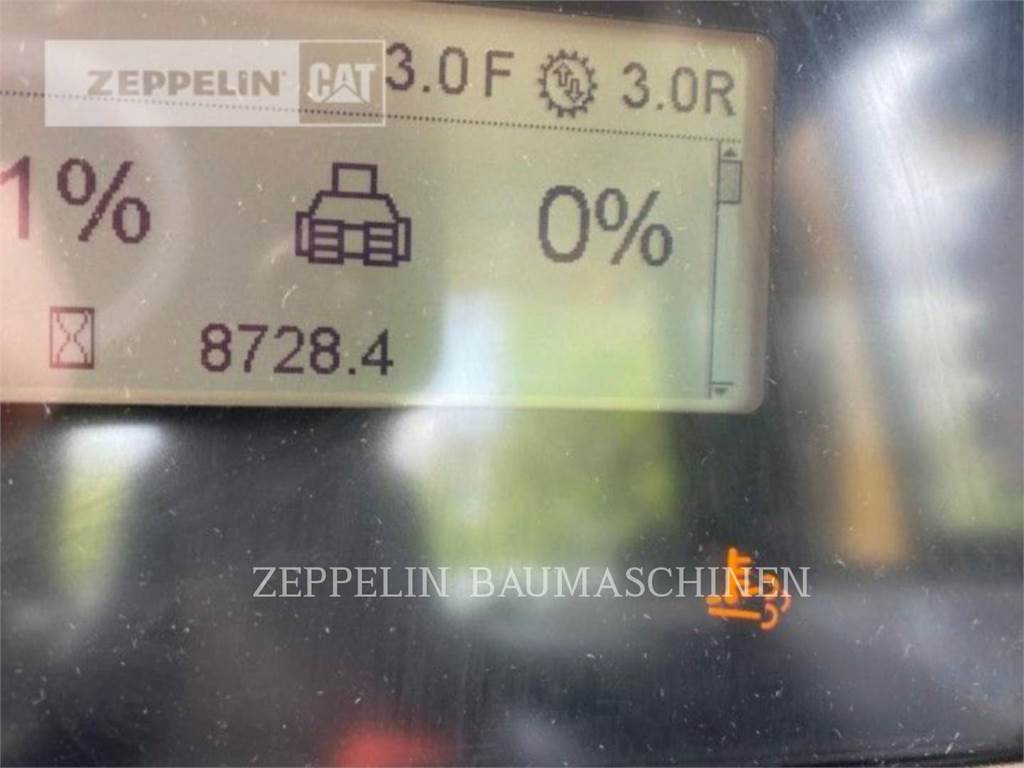 ZEPPELIN CAT
3.0F 3.0R
1% 0%
8728.4
ZEPPELIN BAUMASCHINEN